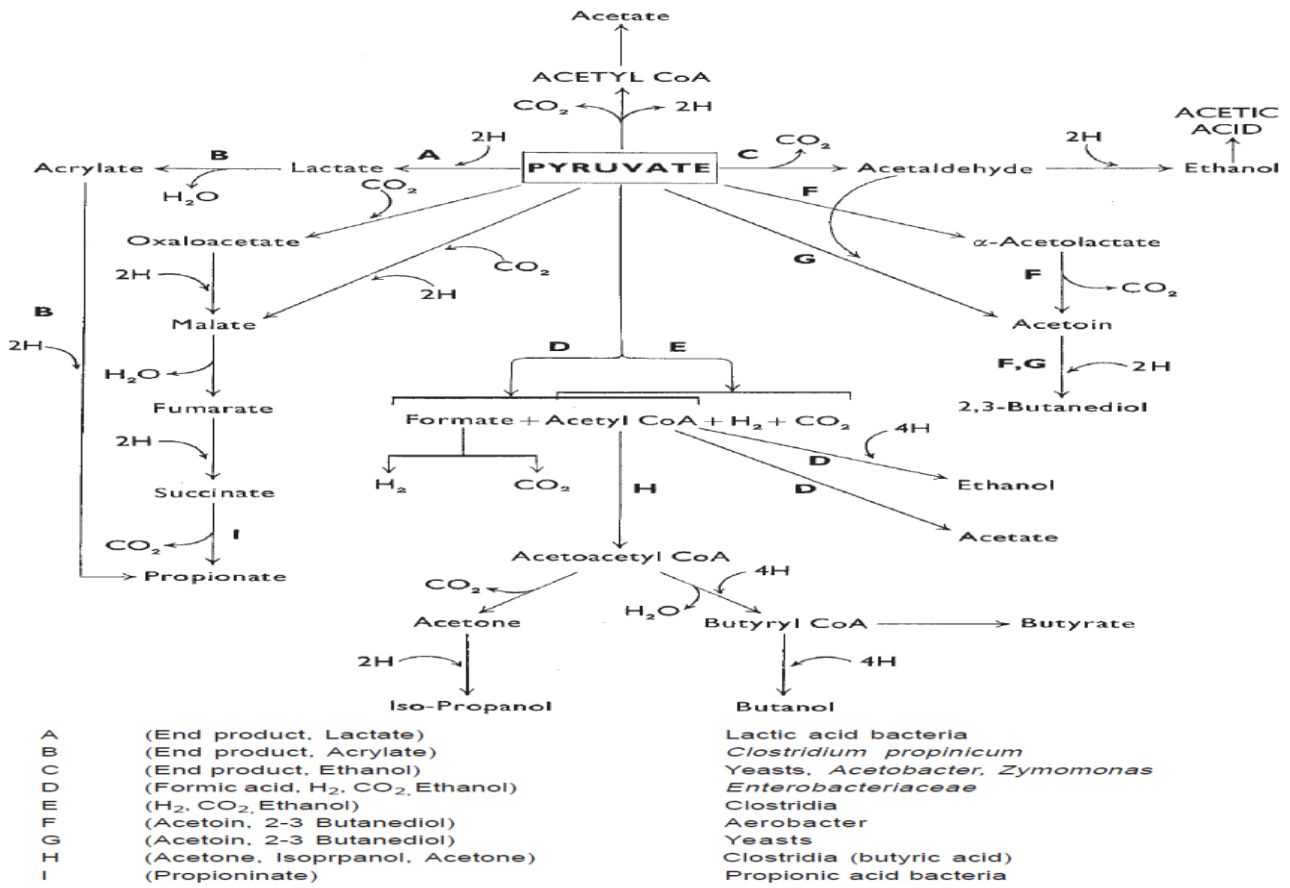 Acetate
ACETYL CoA
CO₂ 2H
ACETIC
ACID
B 2H A C CO₂ 2H
Acrylate Lactate PYRUVATE Acetaldehyde Ethanol
H₂O CO₂ F
Oxaloacetate α-Acetolactate
2H CO₂ G F CO₂
2H
B Malate Acetoin
2H D E F,G 2H
H₂O
Fumarate 2,3-Butanediol
Formate + Acetyl CoA + H₂ + CO₂ 4H
2H D
Succinate H₂ CO₂ H D Ethanol
CO₂ I Acetate
Propionate Acetoacetyl CoA
CO₂ 4H
H₂O
Acetone Butyryl CoA Butyrate
2H 4H
Iso-Propanol Butanol
A (End product, Lactate) Lactic acid bacteria
B (End product, Acrylate) Clostridium propinicum
C (End product, Ethanol) Yeasts, Acetobacter, Zymomonas
D (Formic acid, H₂, CO₂, Ethanol) Enterobacteriaceae
E (H₂, CO₂, Ethanol) Clostridia
F (Acetoin, 2-3 Butanediol) Aerobacter
G (Acetoin, 2-3 Butanediol) Yeasts
H (Acetone, Isoprpanol, Acetone) Clostridia (butyric acid)
I (Propioninate) Propionic acid bacteria